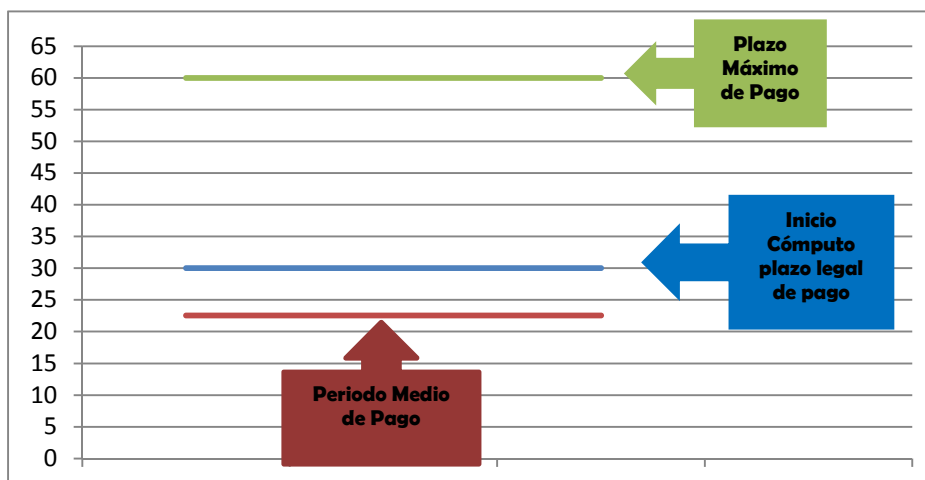 65
60
55
50
45
40
35
30
25
20
15
10
5
0
Plazo
Máximo
de Pago
Inicio
Cómputo
plazo legal
de pago
Periodo Medio
de Pago